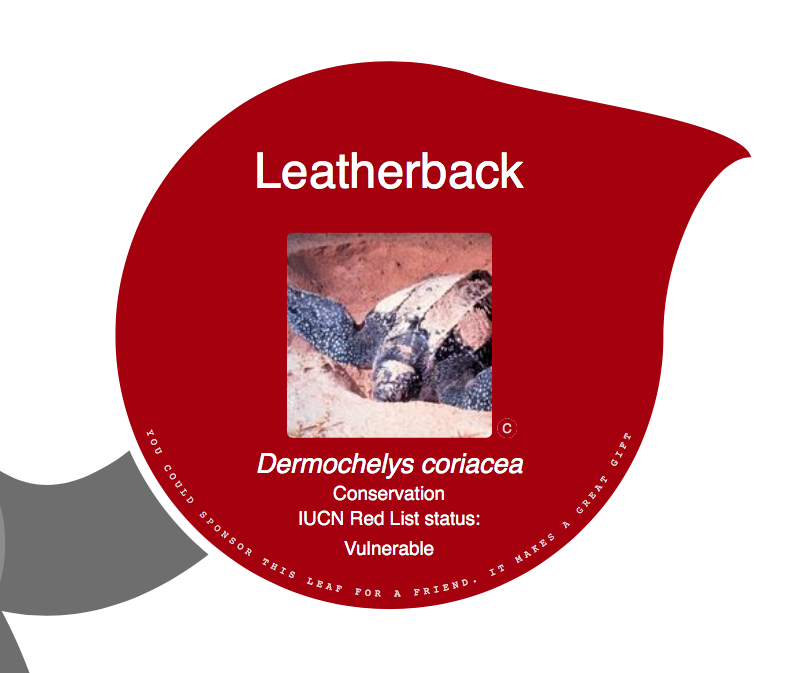 Leatherback
©
Dermochelys coriacea
Conservation
IUCN Red List status:
Vulnerable
YOU COULD SPONSOR THIS LEAF FOR A FRIEND. IT MAKES A GREAT GIFT